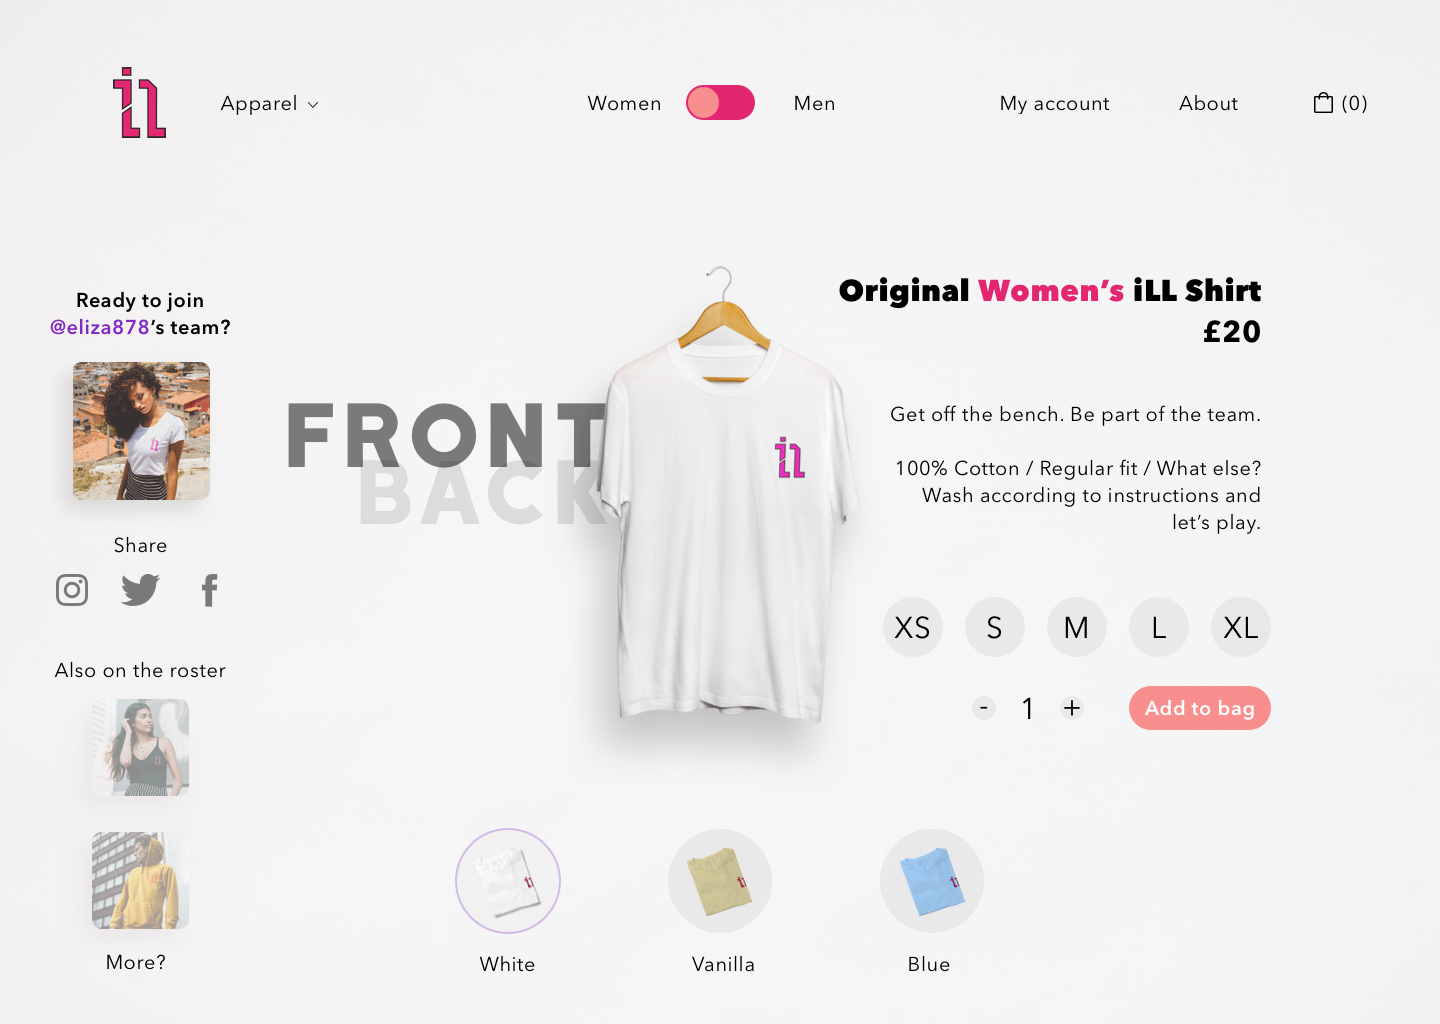 iL
Apparel
Women
Men
My account
About
(0)
Ready to join
@eliza878’s team?
Share
Also on the roster
More?
FRONT
BACK
iL
Original Women’s iLL Shirt
£20
Get off the bench. Be part of the team.
100% Cotton / Regular fit / What else?
Wash according to instructions and
let’s play.
XS S M L XL
- 1 +
Add to bag
White
Vanilla
Blue